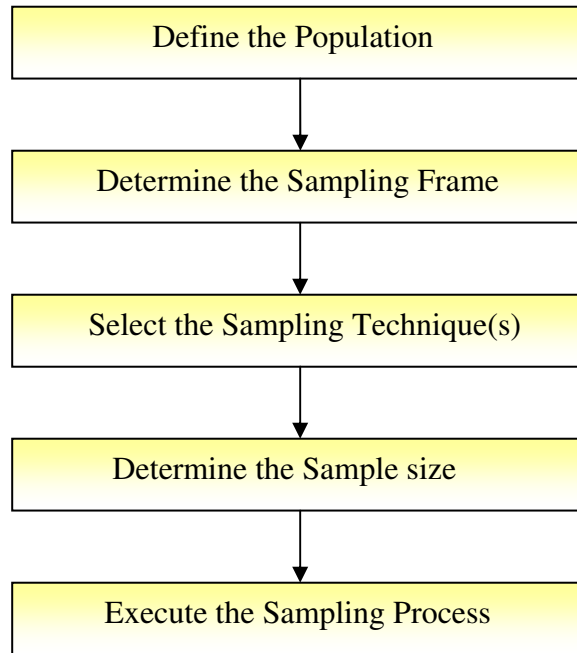 Define the Population
Determine the Sampling Frame
Select the Sampling Technique(s)
Determine the Sample size
Execute the Sampling Process